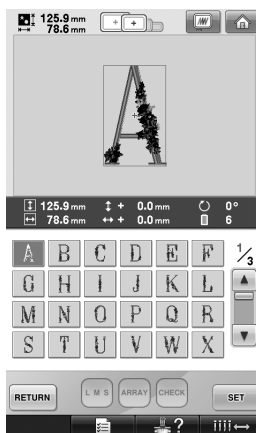 125.9 mm
78.6 mm
A
125.9 mm + 0.0 mm 0°
78.6 mm + 0.0 mm 6
A B C D E F 1/3
G H I J K L
M N O P Q R
S T U V W X
RETURN L M S ARRAY CHECK SET
?